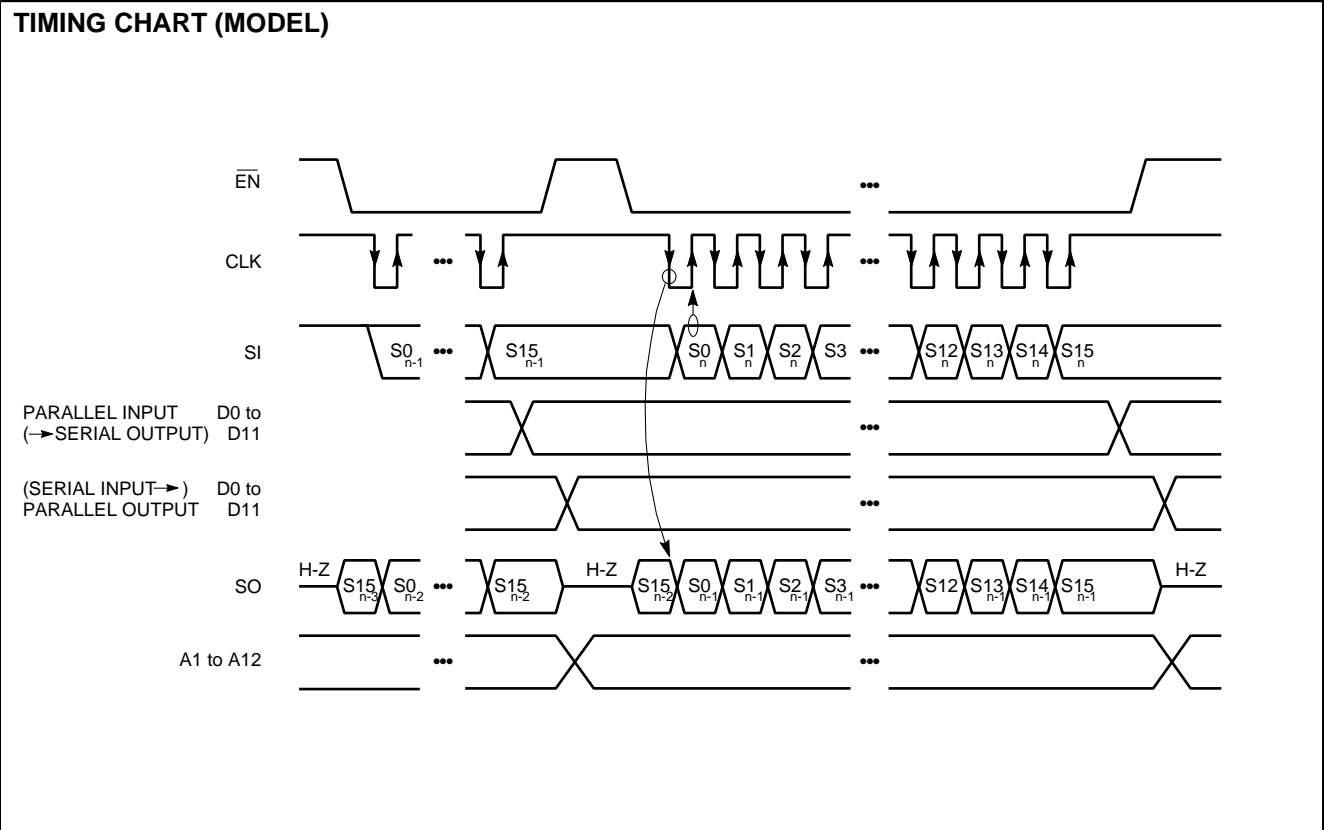 TIMING CHART (MODEL)
EN
•••
CLK
•••
•••
SI
S0 n-1
•••
S15 n-1
S0 n
S1 n
S2 n
S3
•••
S12 n
S13 n
S14 n
S15 n
PARALLEL INPUT D0 to
(→SERIAL OUTPUT) D11
•••
(SERIAL INPUT→) D0 to
PARALLEL OUTPUT D11
•••
SO
H-Z
S15 n-3
S0 n-2
•••
S15 n-2
H-Z
S15 n-2
S0 n-1
S1 n-1
S2 n-1
S3 n-1
•••
S12
S13 n-1
S14 n-1
S15 n-1
H-Z
A1 to A12
•••
•••